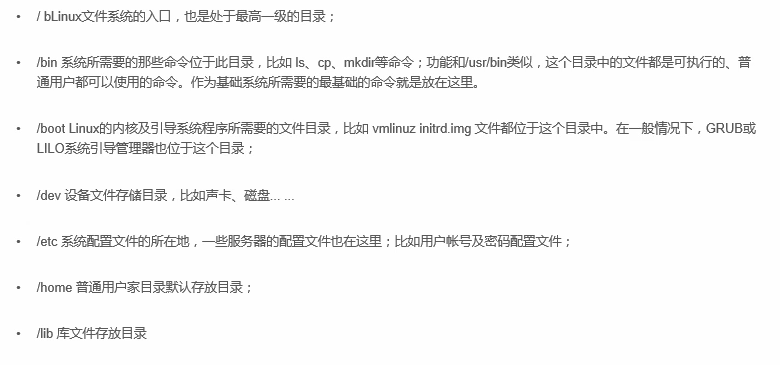 • / bLinux文件系统的入口，也是处于最高一级的目录；
• /bin 系统所需要的那些命令位于此目录，比如 ls、cp、mkdir等命令；功能和/usr/bin类似，这个目录中的文件都是可执行的、普
通用户都可以使用的命令。作为基础系统所需要的最基础的命令就是放在这里。
• /boot Linux的内核及引导系统程序所需要的文件目录，比如 vmlinuz initrd.img 文件都位于这个目录中。在一般情况下，GRUB或
LILO系统引导管理器也位于这个目录；
• /dev 设备文件存储目录，比如声卡、磁盘... ...
• /etc 系统配置文件的所在地，一些服务器的配置文件也在这里；比如用户帐号及密码配置文件；
• /home 普通用户家目录默认存放目录；
• /lib 库文件存放目录